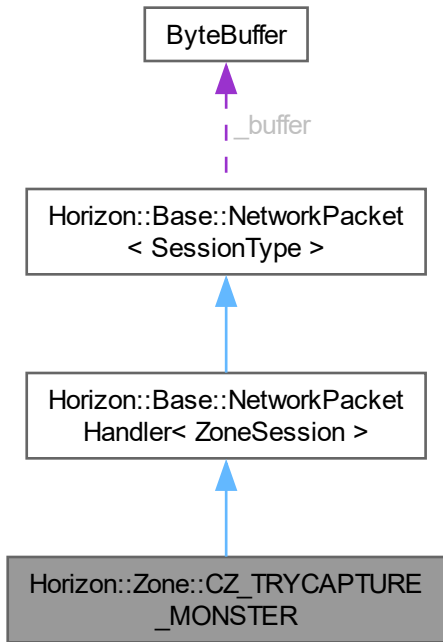 ByteBuffer
_buffer
Horizon::Base::NetworkPacket
< SessionType >
Horizon::Base::NetworkPacket
Handler< ZoneSession >
Horizon::Zone::CZ_TRYCAPTURE
_MONSTER